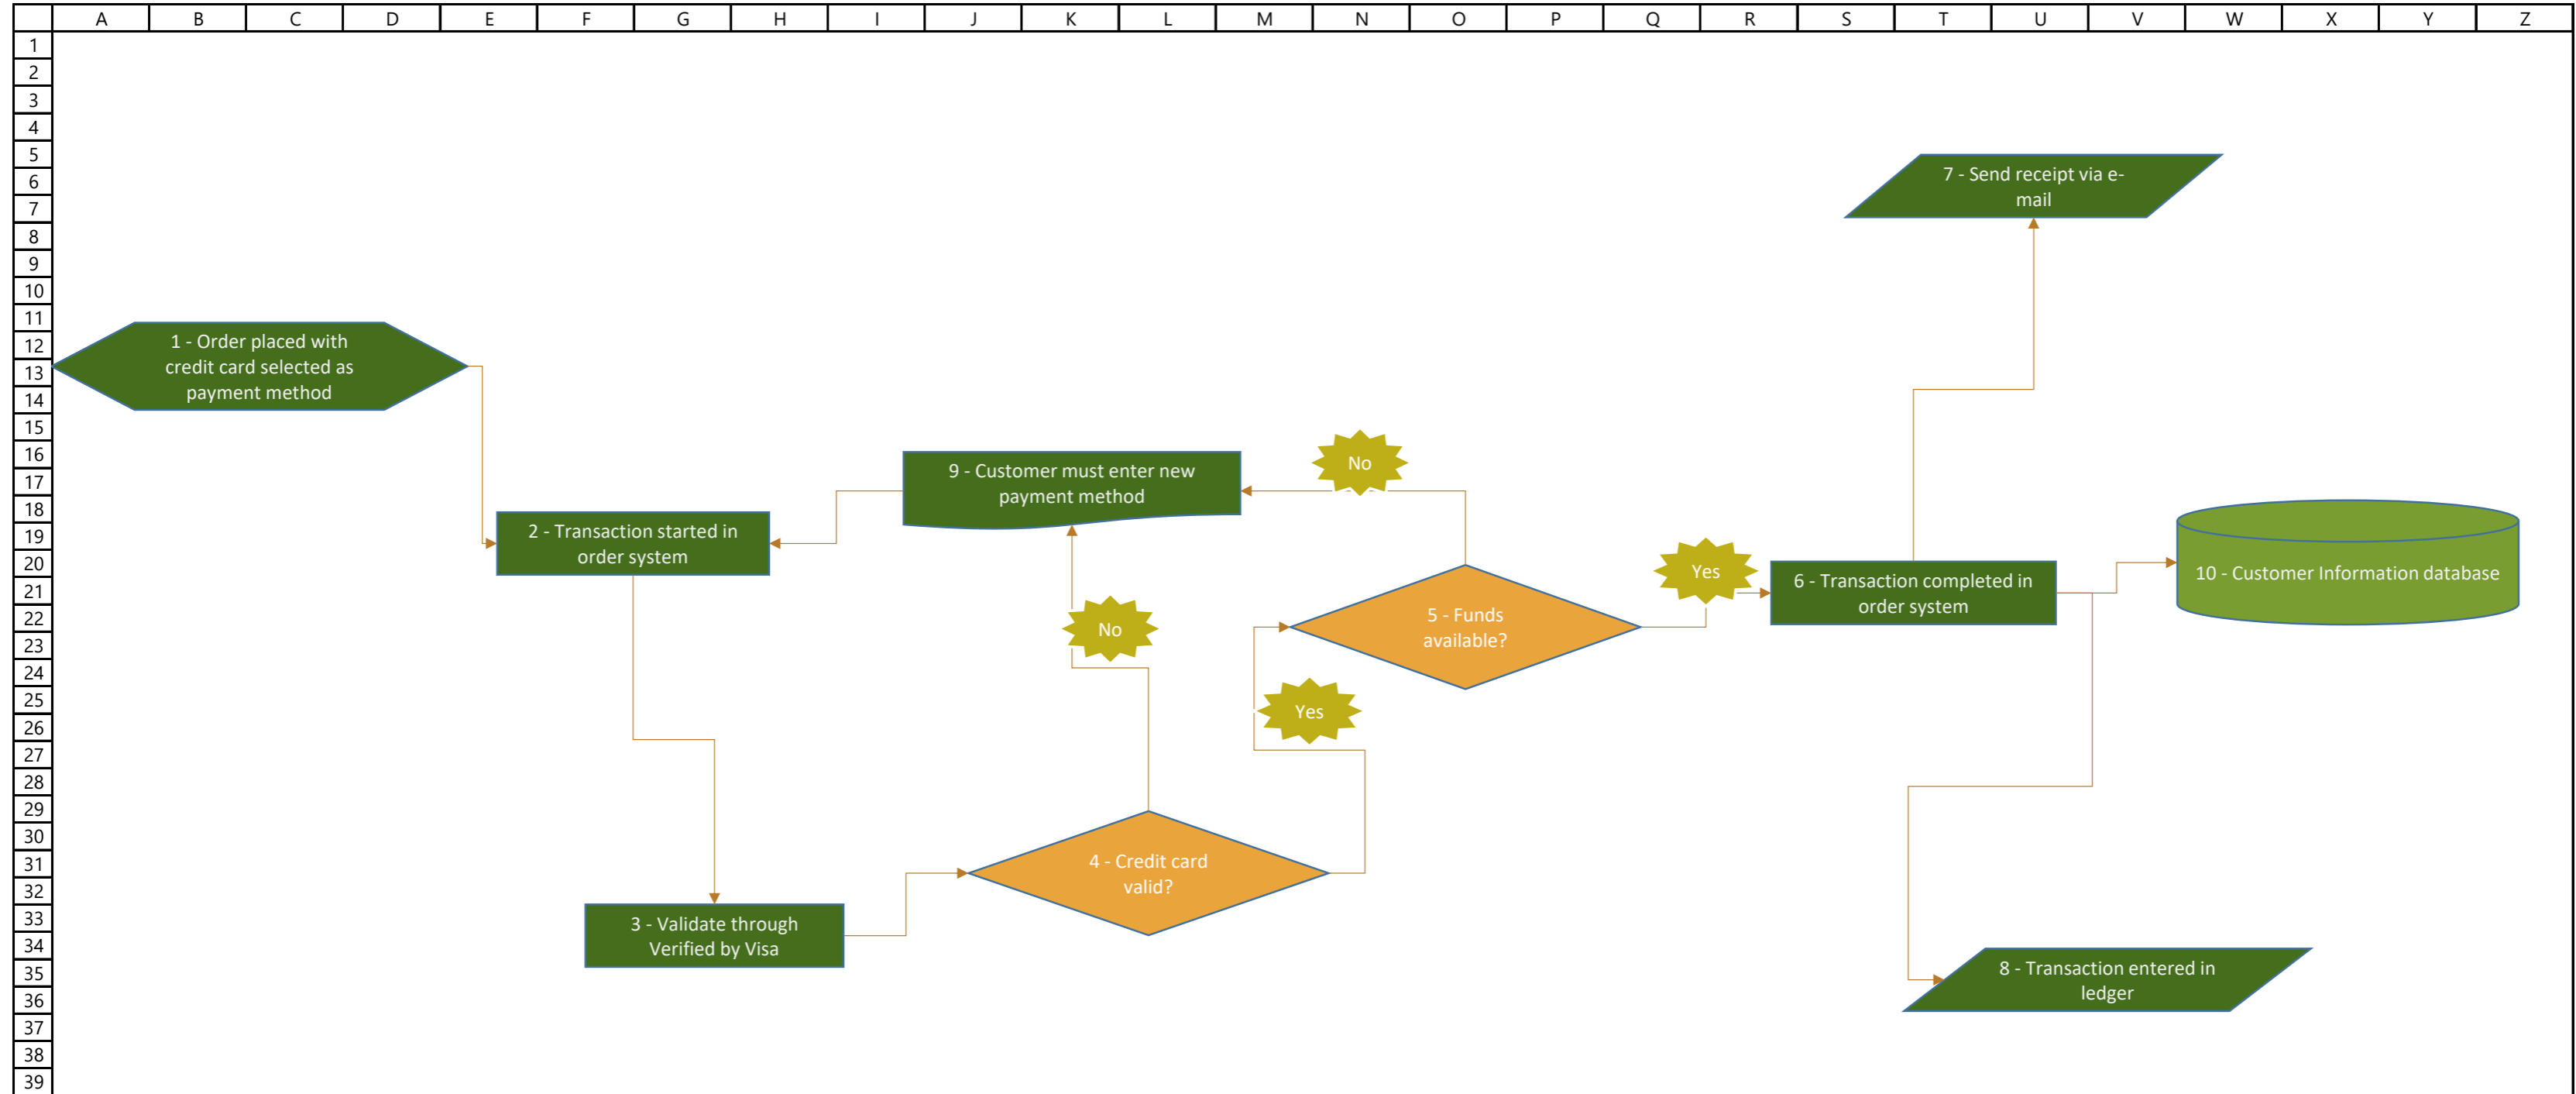 A B C D E F G H I J K L M N O P Q R S T U V W X Y Z
1
2
3
4
5
6
7
8
9
10
11
12
13
14
15
16
17
18
19
20
21
22
23
24
25
26
27
28
29
30
31
32
33
34
35
36
37
38
39
7 - Send receipt via e-
mail
1 - Order placed with
credit card selected as
payment method
No
9 - Customer must enter new
payment method
2 - Transaction started in
order system
Yes
6 - Transaction completed in
order system
10 - Customer Information database
No
5 - Funds
available?
Yes
4 - Credit card
valid?
3 - Validate through
Verified by Visa
8 - Transaction entered in
ledger